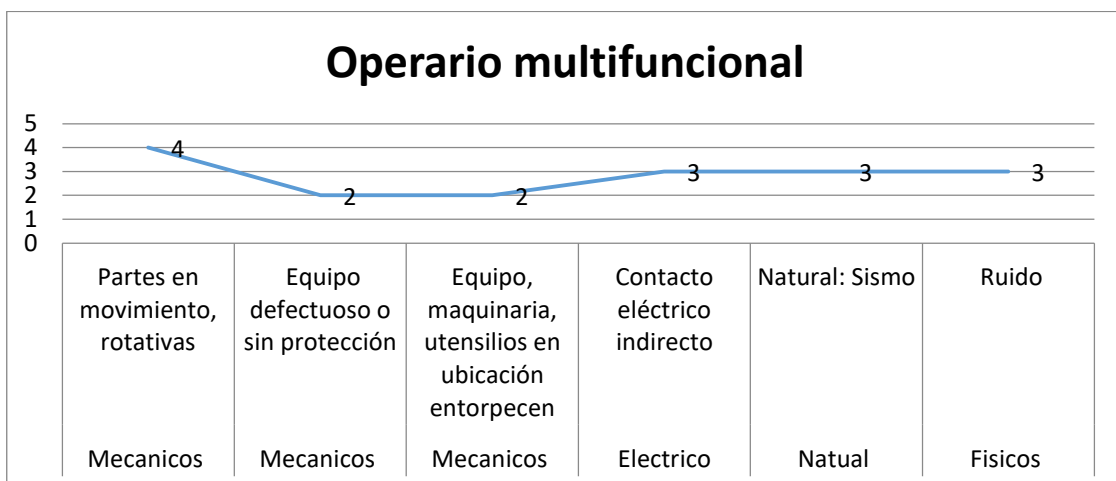 Operario multifuncional
5
4
3
2
1
0
4
2
2
3
3
3
Partes en
movimiento,
rotativas
Equipo
defectuoso o
sin protección
Equipo,
maquinaria,
utensilios en
ubicación
entorpecen
Contacto
eléctrico
indirecto
Natural: Sismo
Ruido
Mecanicos
Mecanicos
Mecanicos
Electrico
Natual
Fisicos